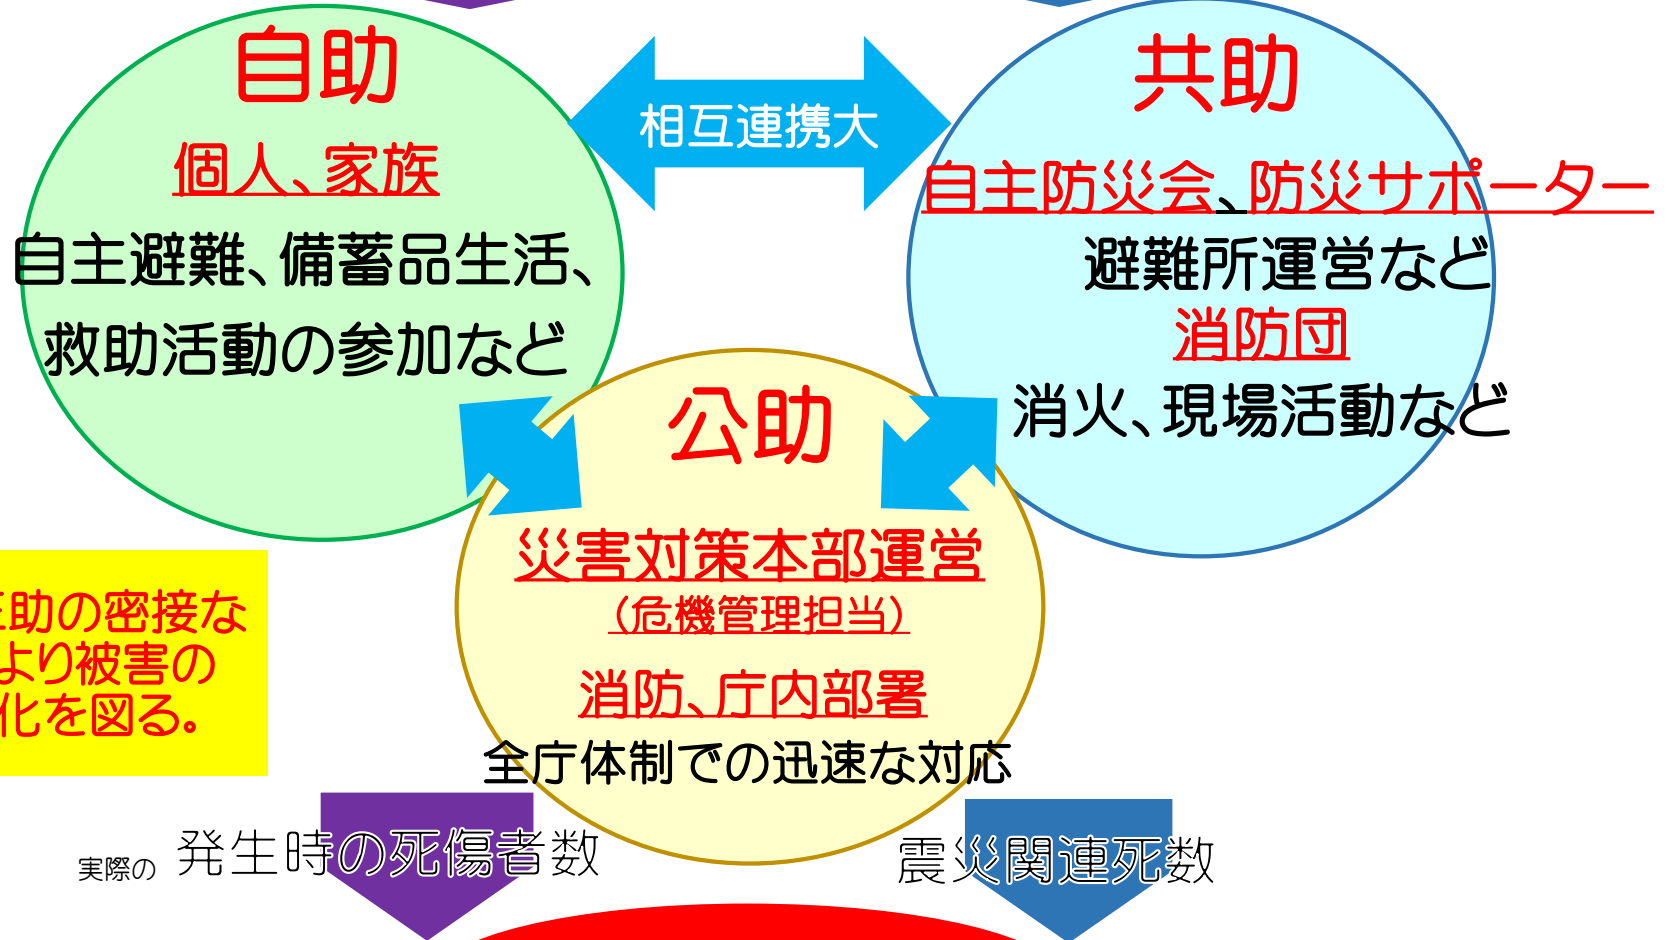 自助
個人、家族
自主避難、備蓄品生活、
救助活動の参加など
相互連携大
共助
自主防災会、防災サポーター
避難所運営など
消防団
消火、現場活動など
公助
災害対策本部運営
(危機管理担当)
消防、庁内部署
全庁体制での迅速な対応
助の密接な
より被害の
化を図る。
実際の 発生時の死傷者数
震災関連死数